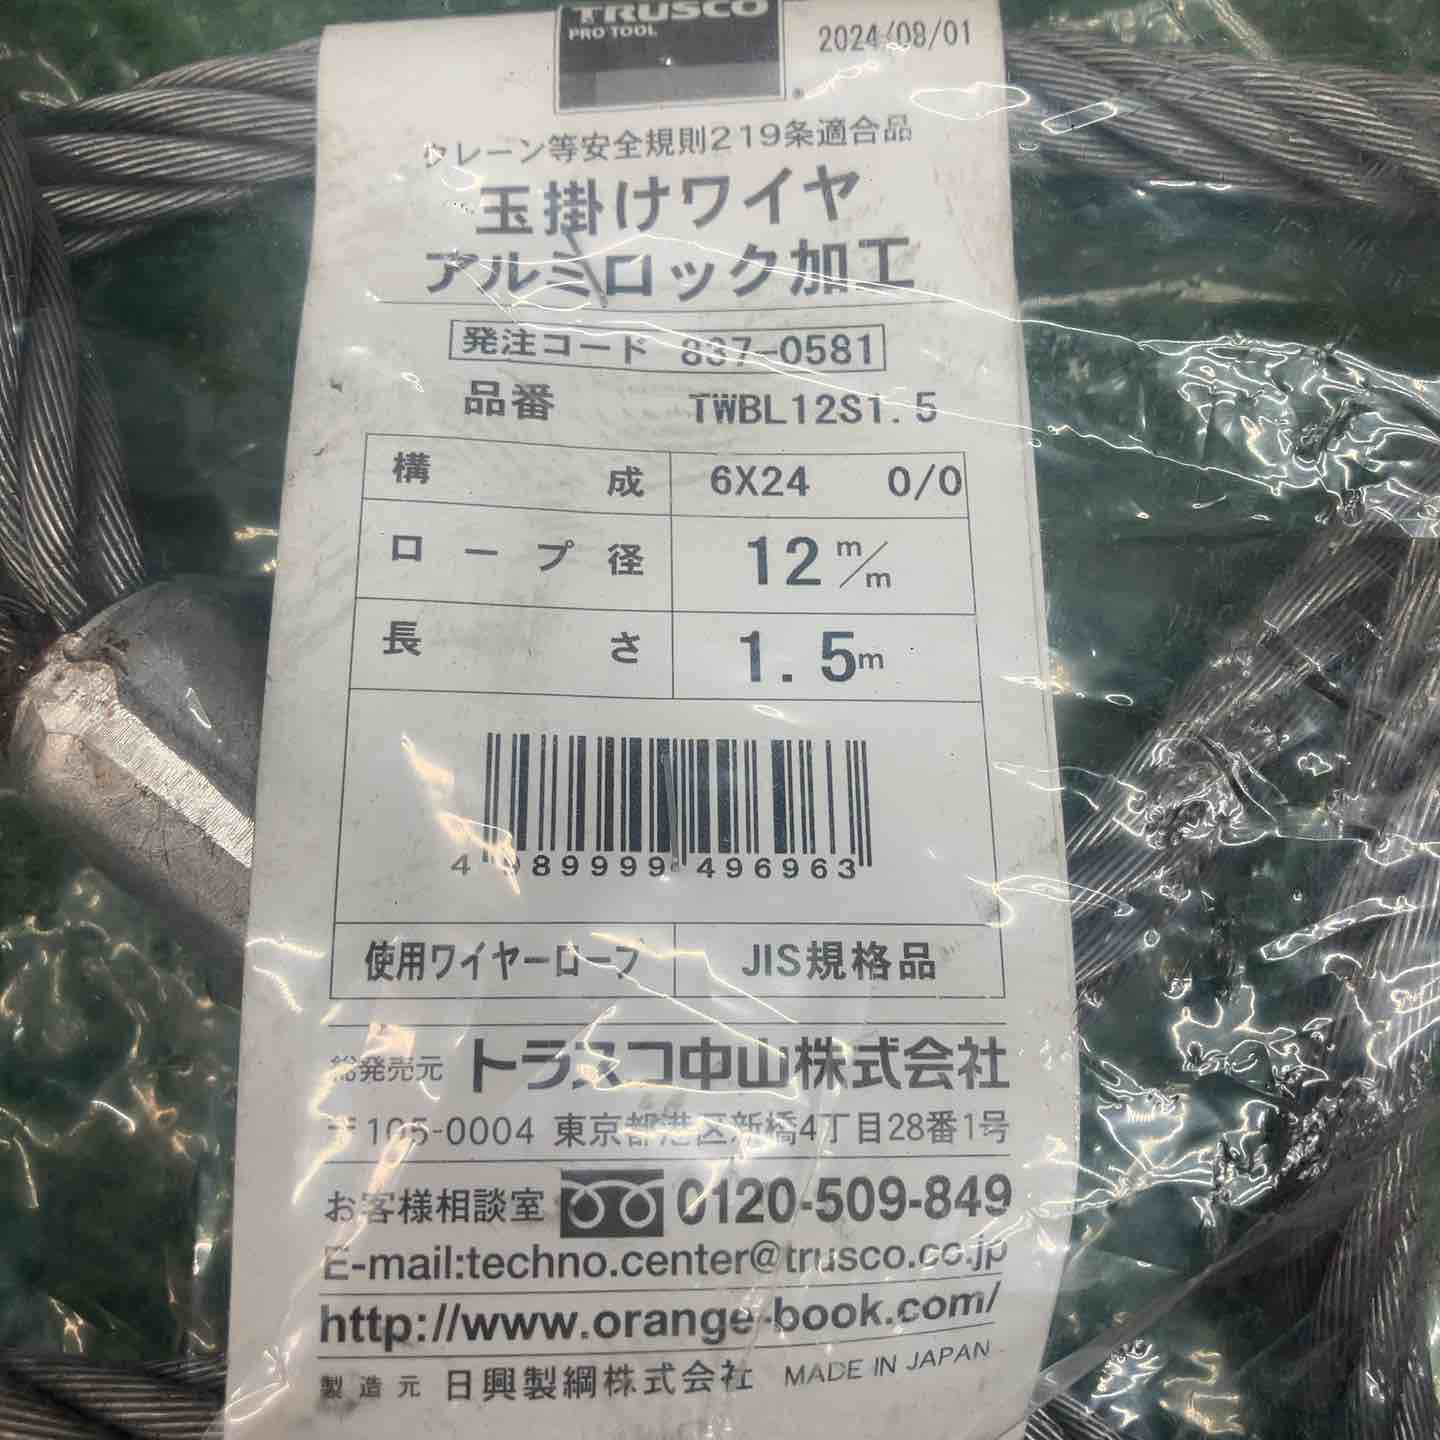 TRUSCO
PRO TOOL
2024/08/01
クレーン等安全規則219条適合品
玉掛けワイヤ
アルミロック加工
発注コード 837-0581
品番 TWBL12S1.5
構成 6X24 O/O
ロープ径 12 m/m
長さ 1.5m
4 989999 496963
使用ワイヤーロープ JIS規格品
総発売元 トラスコ中山株式会社
〒105-0004 東京都港区新橋4丁目28番1号
お客様相談室 0120-509-849
E-mail:techno.center@trusco.co.jp
http://www.orange-book.com/
製造元 日興製綱株式会社 MADE IN JAPAN